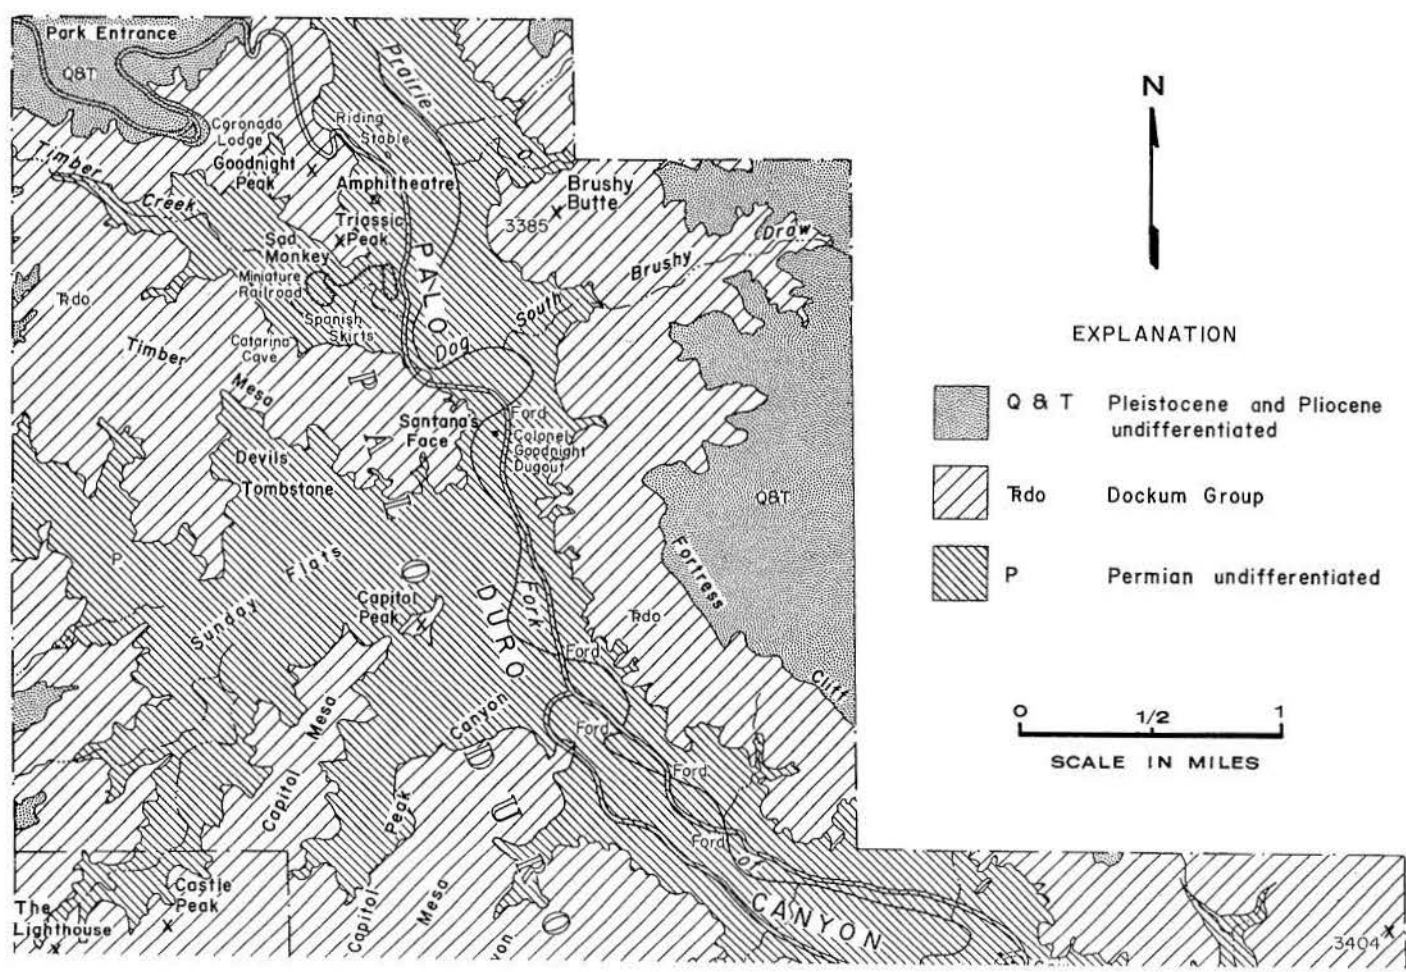 Park Entrance
Q&T
Prairie
Riding
Stable
Coronado
Lodge
Timber
Creek
Goodnight
Peak
Amphitheatre
Triassic
Peak
Brushy
Butte
3385
Brushy Draw
Sad
Monkey
Miniature
Railroad
Spanish
Skirts
PALO
Dog
South
Trdo
Timber
Mesa
Catarina
Cave
Santana's
Face
Ford
Colonel
Goodnight
Dugout
Devils
Tombstone
Q&T
Fortress
Cliff
P
Sunday
Flats
Capitol
Peak
Fork
DURO
Trdo
PALO
Ford
Capitol
Mesa
Canyon
Peak
Capitol
Mesa
yon
DURO
Ford
Ford
Ford
CANYON
Castle
Peak
The
Lighthouse
3404
N
EXPLANATION
Q & T Pleistocene and Pliocene
undifferentiated
Trdo Dockum Group
P Permian undifferentiated
0 1/2 1
SCALE IN MILES